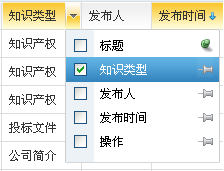 知识类型 发布人 发布时间
知识产权 标题
知识产权 知识类型
知识产权 发布人
投标文件 发布时间
公司简介 操作